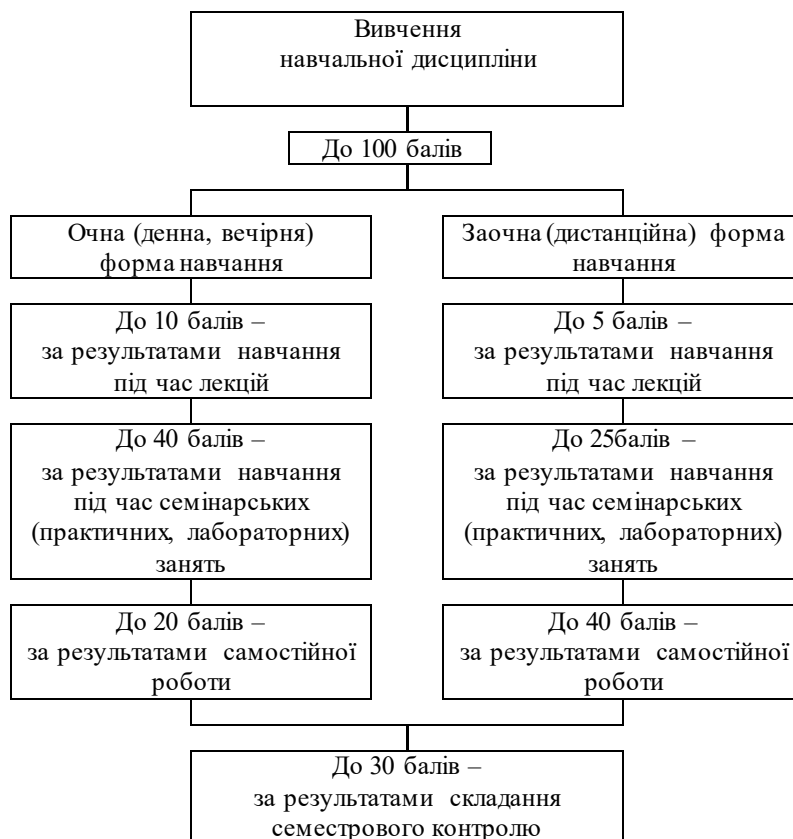 Вивчення
навчальної дисципліни
До 100 балів
Очна (денна, вечірня)
форма навчання
До 10 балів –
за результатами навчання
під час лекцій
До 40 балів –
за результатами навчання
під час семінарських
(практичних, лабораторних)
занять
До 20 балів –
за результатами самостійної
роботи
Заочна (дистанційна) форма
навчання
До 5 балів –
за результатами навчання
під час лекцій
До 25балів –
за результатами навчання
під час семінарських
(практичних, лабораторних)
занять
До 40 балів –
за результатами самостійної
роботи
До 30 балів –
за результатами складання
семестрового контролю